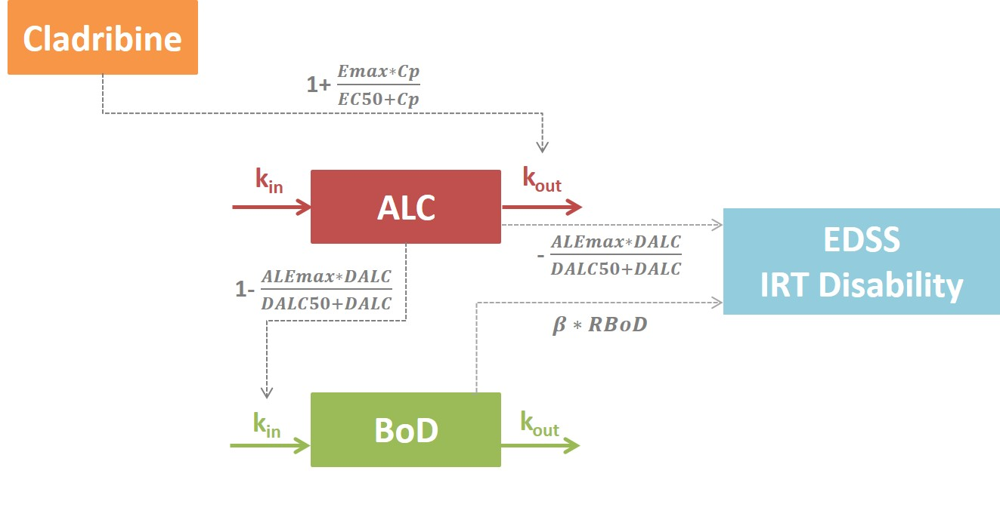 Cladribine
1+ Emax*Cp
EC50+Cp
kin
ALC
kout
- ALEmax*DALC
DALC50+DALC
EDSS
IRT Disability
1- ALEmax*DALC
DALC50+DALC
β * RBoD
kin
BoD
kout